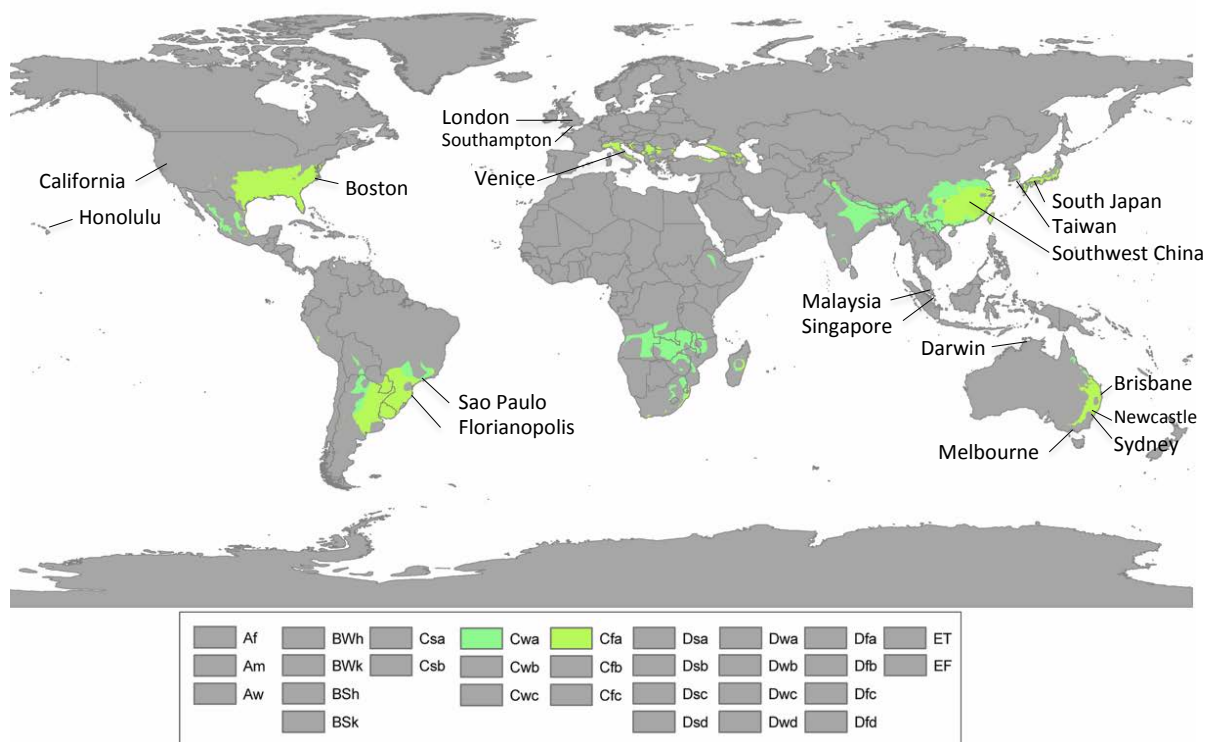 London
Southampton
Venice
California
Boston
Honolulu
South Japan
Taiwan
Southwest China
Malaysia
Singapore
Darwin
Sao Paulo
Florianopolis
Brisbane
Newcastle
Sydney
Melbourne
Af BWh Csa Cwa Cfa Dsa Dwa Dfa ET
Am BWk Csb Cwb Cfb Dsb Dwb Dfb EF
Aw BSh Cwc Cfc Dsc Dwc Dfc
BSk Dsd Dwd Dfd